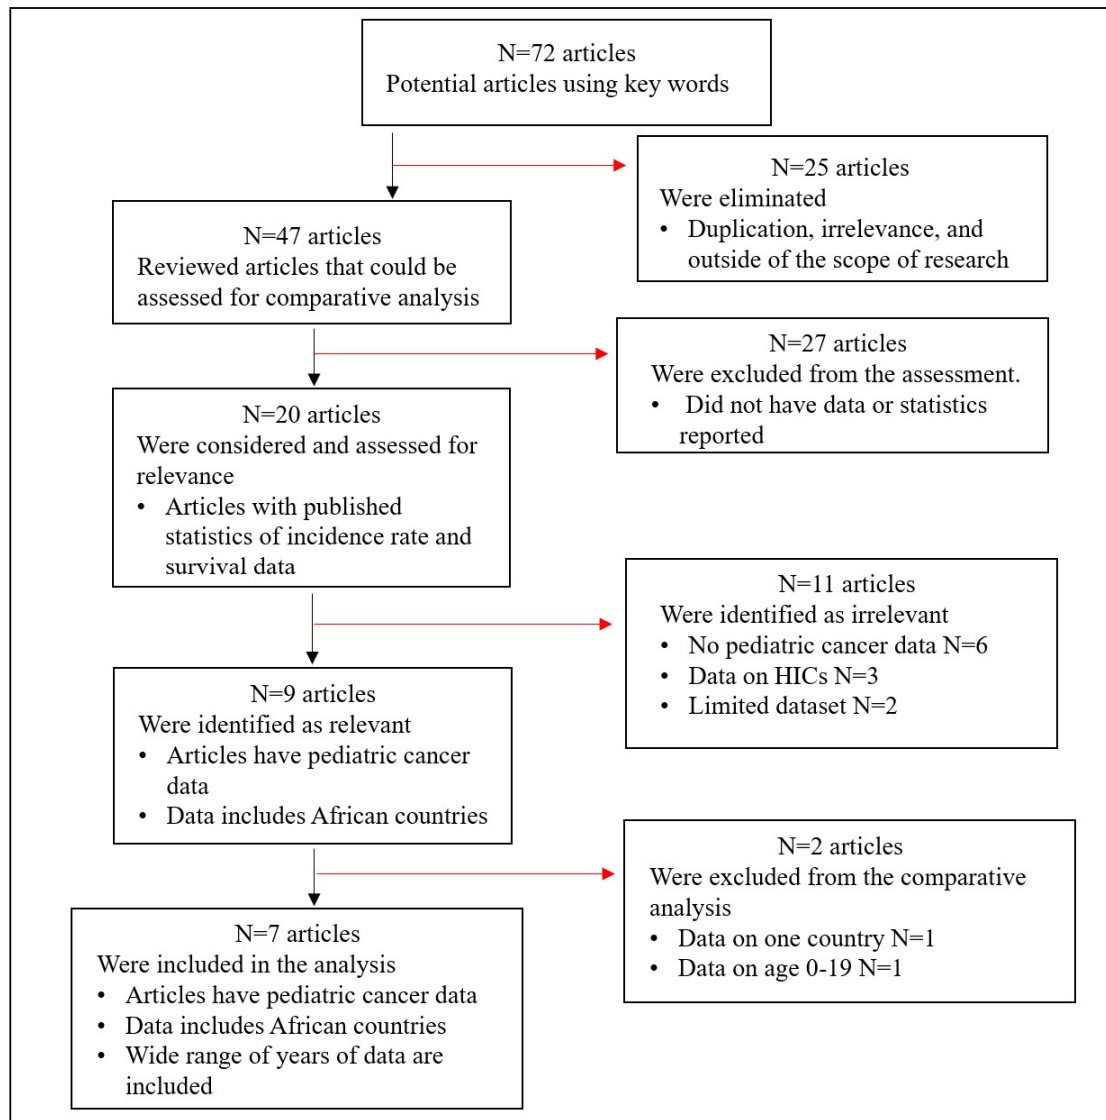 N=72 articles
Potential articles using key words
N=25 articles
Were eliminated
• Duplication, irrelevance, and
outside of the scope of research
N=47 articles
Reviewed articles that could be
assessed for comparative analysis
N=27 articles
Were excluded from the assessment.
• Did not have data or statistics
reported
N=20 articles
Were considered and assessed for
relevance
• Articles with published
statistics of incidence rate and
survival data
N=11 articles
Were identified as irrelevant
• No pediatric cancer data N=6
• Data on HICs N=3
• Limited dataset N=2
N=9 articles
Were identified as relevant
• Articles have pediatric cancer
data
• Data includes African countries
N=2 articles
Were excluded from the comparative
analysis
• Data on one country N=1
• Data on age 0-19 N=1
N=7 articles
Were included in the analysis
• Articles have pediatric cancer data
• Data includes African countries
• Wide range of years of data are
included